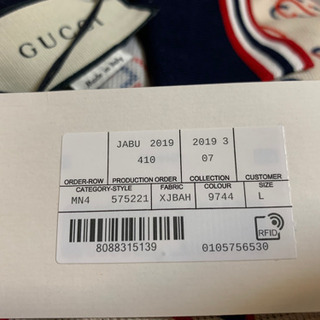 GUCCI
Made in Italy
JABU 2019 2019 3
410 07
ORDER-ROW PRODUCTION ORDER COLLECTION CUSTOMER
CATEGORY-STYLE FABRIC COLOUR SIZE
MN4 575221 XJBAH 9744 L
RFID
8088315139 0105756530